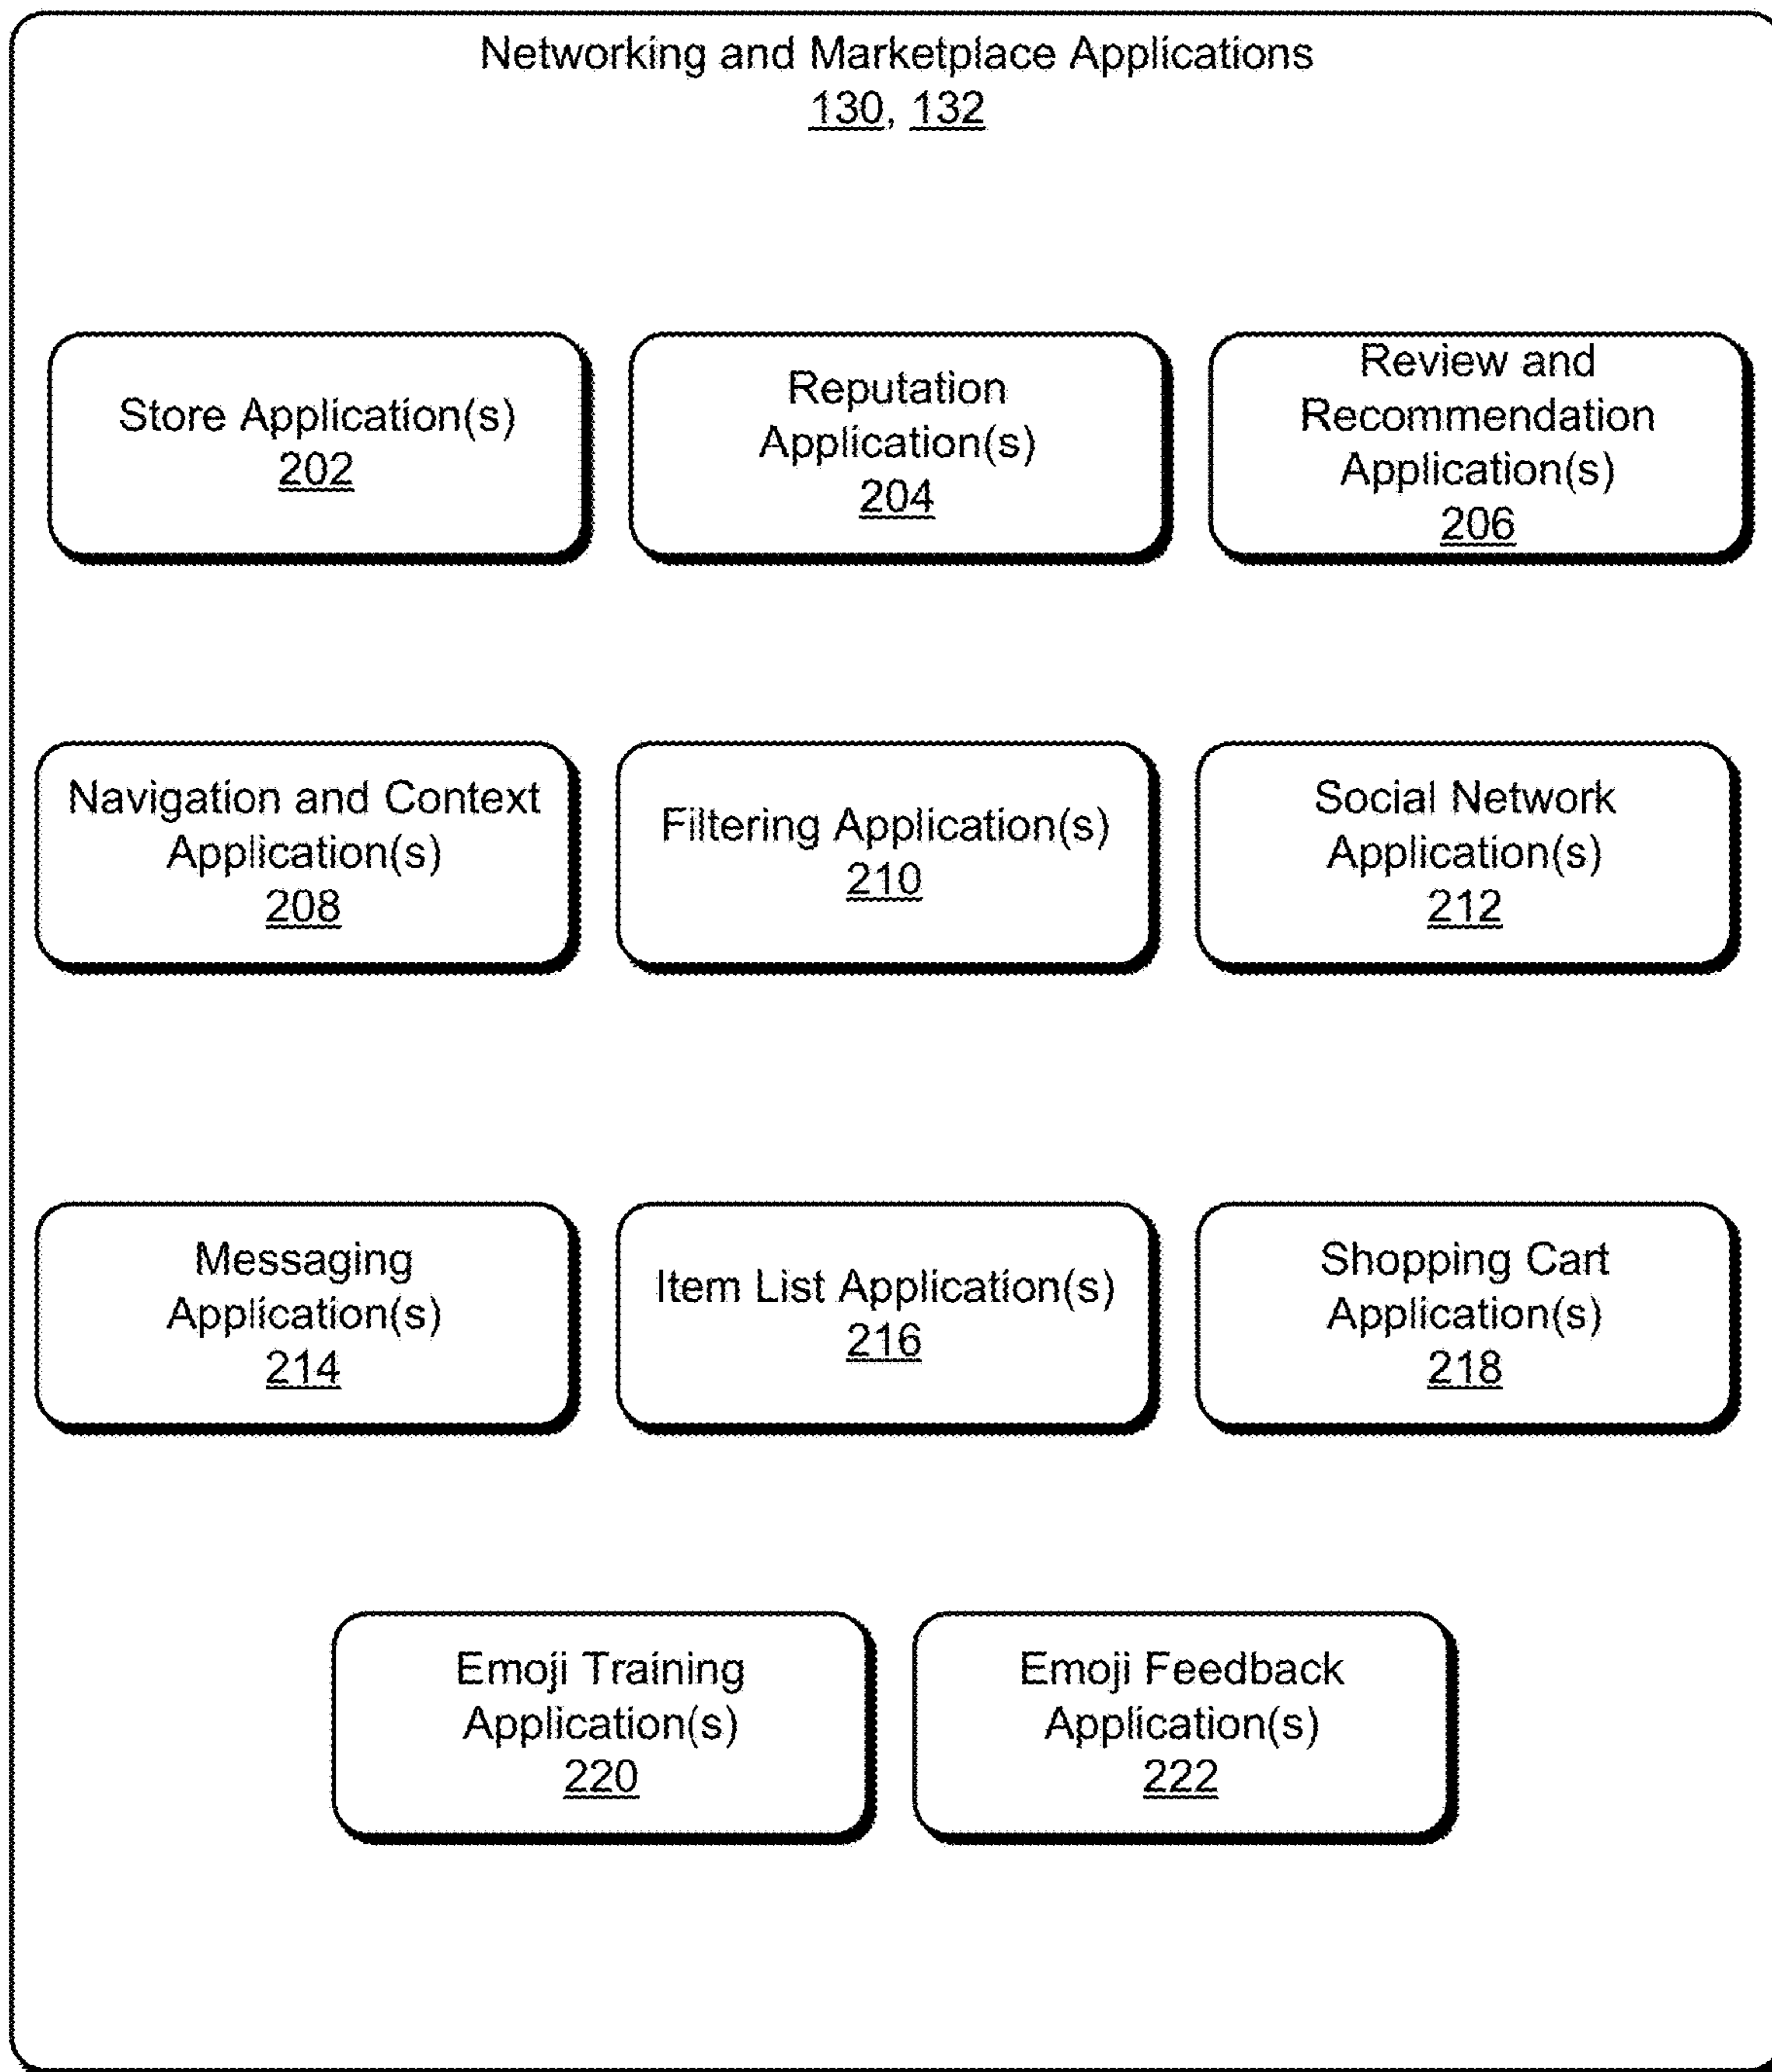 Networking and Marketplace Applications
130, 132
Store Application(s)
202
Reputation
Application(s)
204
Review and
Recommendation
Application(s)
206
Navigation and Context
Application(s)
208
Filtering Application(s)
210
Social Network
Application(s)
212
Messaging
Application(s)
214
Item List Application(s)
216
Shopping Cart
Application(s)
218
Emoji Training
Application(s)
220
Emoji Feedback
Application(s)
222